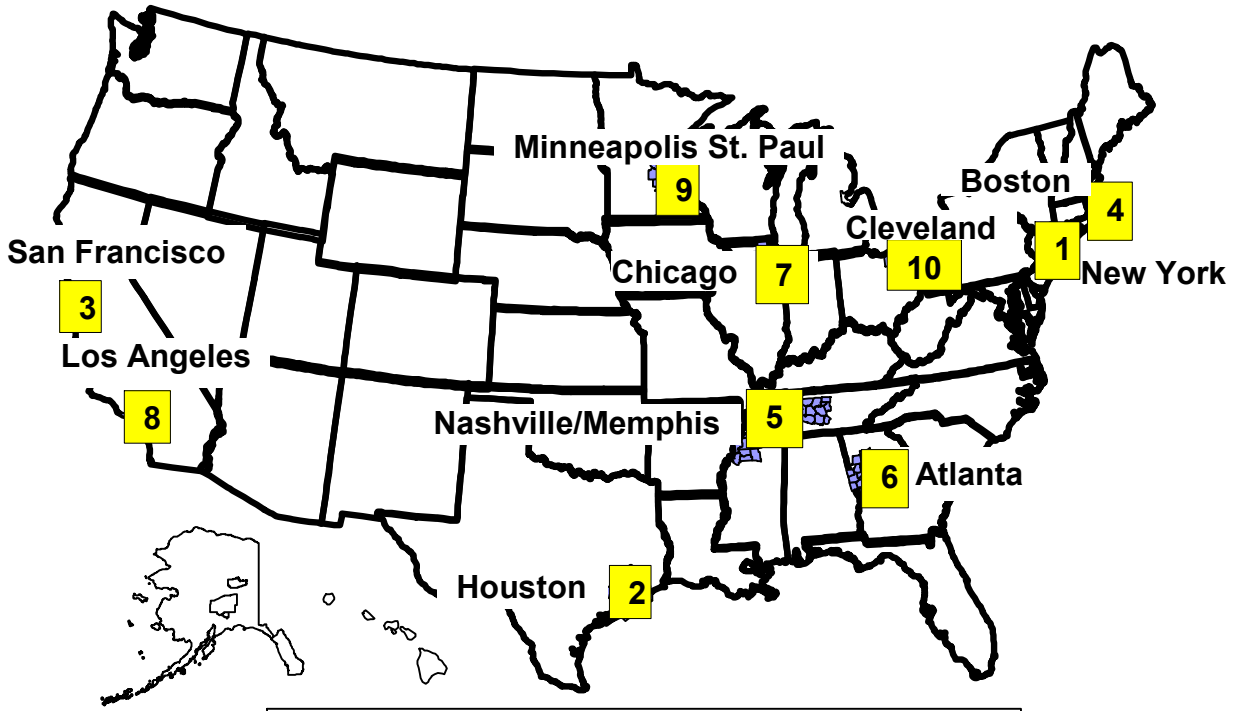 Minneapolis St. Paul
9
Boston
4
Cleveland
1
San Francisco
Chicago
7
10
New York
3
Los Angeles
8
5
Nashville/Memphis
6
Atlanta
Houston
2